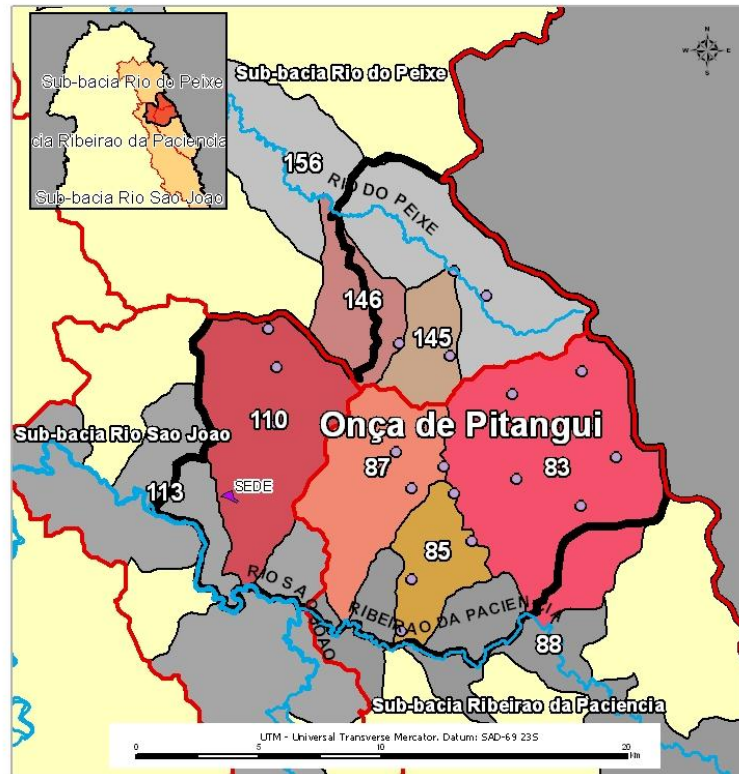 N
W E
S
Sub-bacia Rio do Peixe
cia Ribeirao da Paciencia
Sub-bacia Rio Sao Joao
Sub-bacia Rio do Peixe
156
RIO DO PEIXE
146
145
110
Onça de Pitangui
87
83
Sub-bacia Rio Sao Joao
113
SEDE
85
RIO SAO JOAO
RIBEIRAO DA PACIENCIA
88
Sub-bacia Ribeirao da Paciencia
UTM - Universal Transverse Mercator. Datum: SAD-69 23S
0 5 10 20
Km